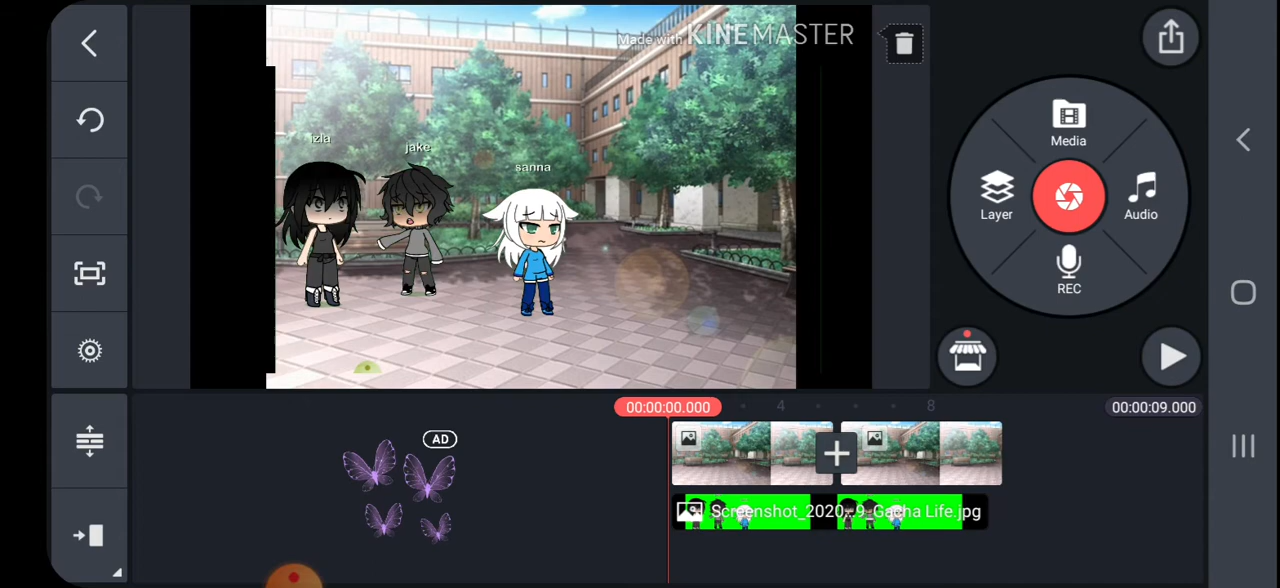 Made with KINEMASTER
izla
jake
sanna
Media
Layer
Audio
REC
AD
00:00:00.000
4
8
00:00:09.000
Screenshot_2020..9_Gacha Life.jpg